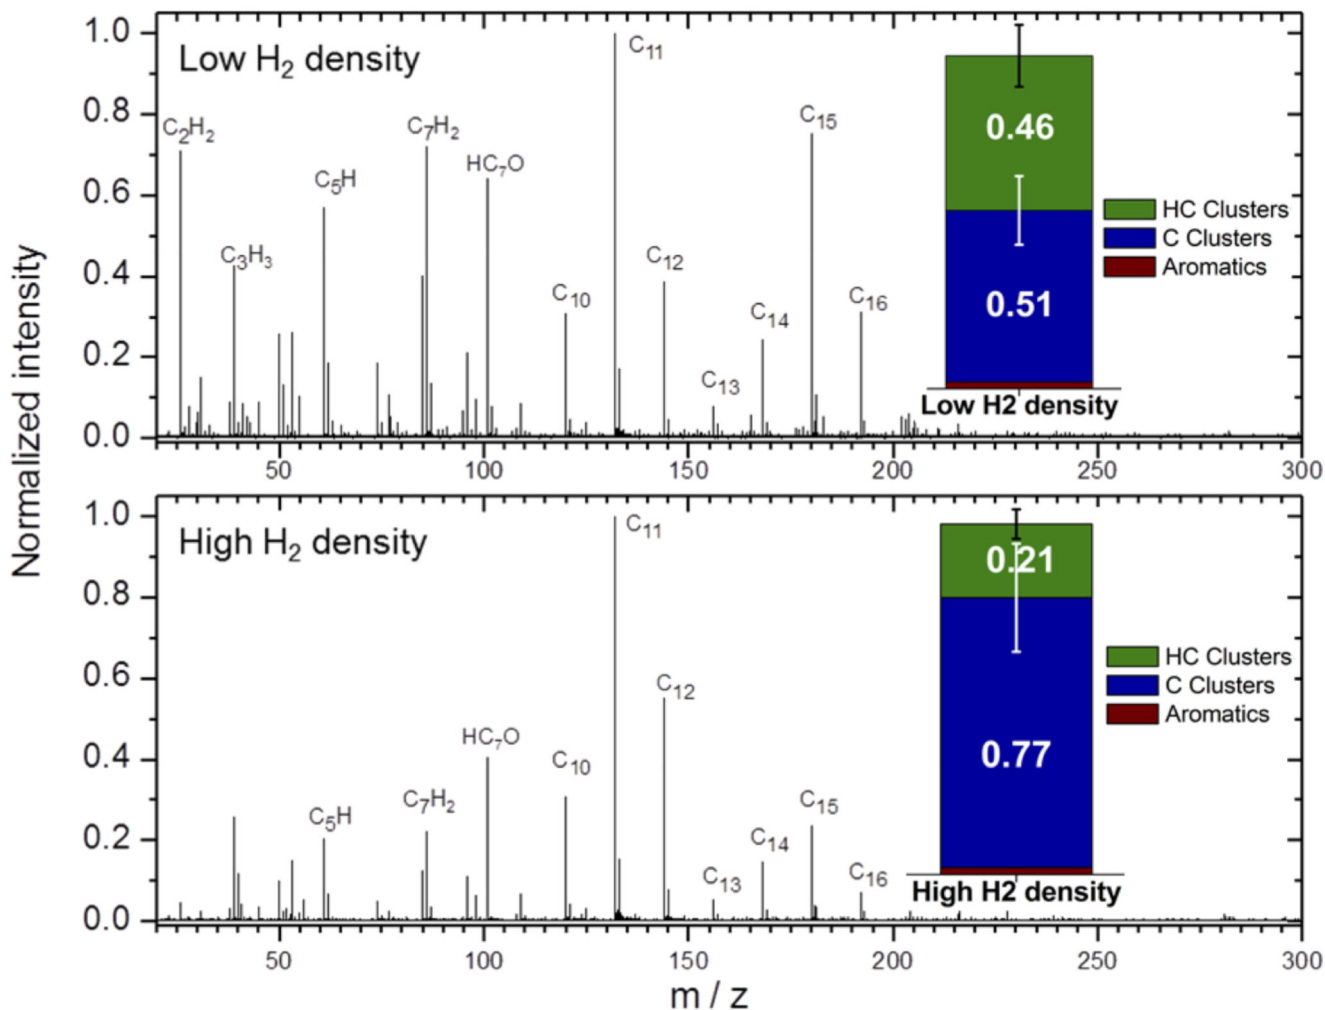 Normalized intensity
Low H₂ density
1.0
0.8
0.6
0.4
0.2
0.0
C₂H₂
C₃H₃
C₅H
C₇H₂
HC₇O
C₁₀
C₁₁
C₁₂
C₁₃
C₁₄
C₁₅
C₁₆
0.46
0.51
Low H2 density
HC Clusters
C Clusters
Aromatics
50 100 150 200 250 300
High H₂ density
1.0
0.8
0.6
0.4
0.2
0.0
C₅H
C₇H₂
HC₇O
C₁₀
C₁₁
C₁₂
C₁₃
C₁₄
C₁₅
C₁₆
0.21
0.77
High H2 density
HC Clusters
C Clusters
Aromatics
50 100 150 200 250 300
m / z